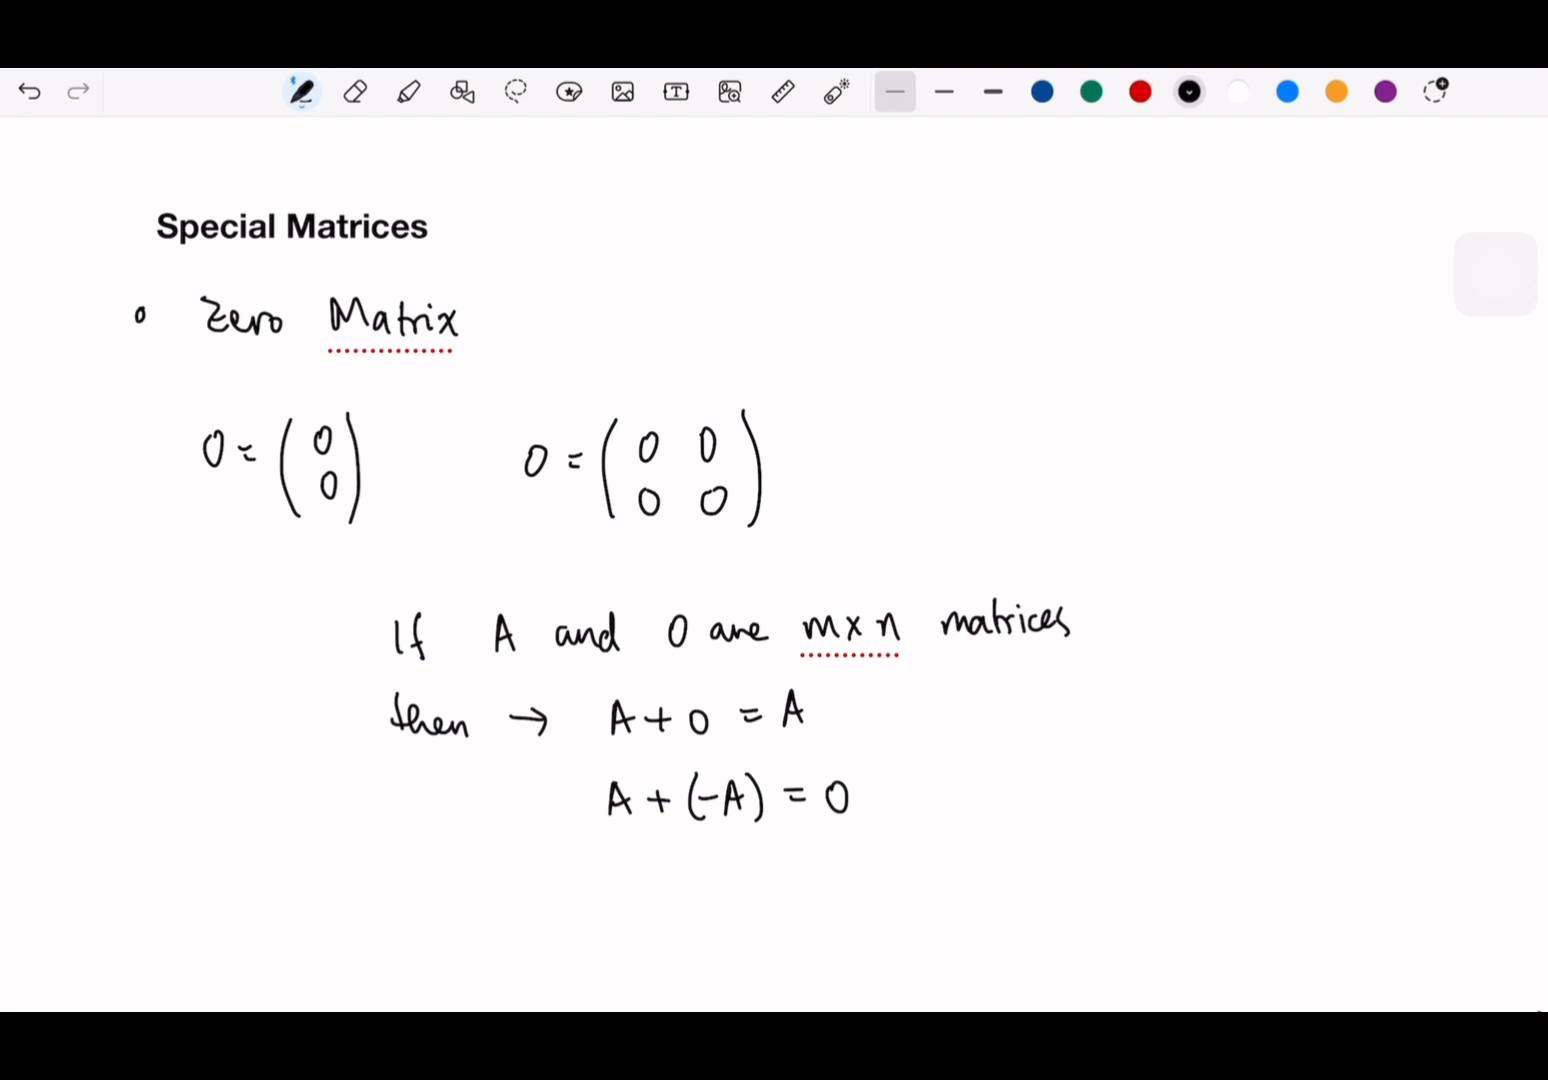 Special Matrices
o Zero Matrix
0 = ( 0 0 ) 0 = ( 0 0 0 0 )
If A and 0 are m x n matrices
then → A + 0 = A
A + (-A) = 0